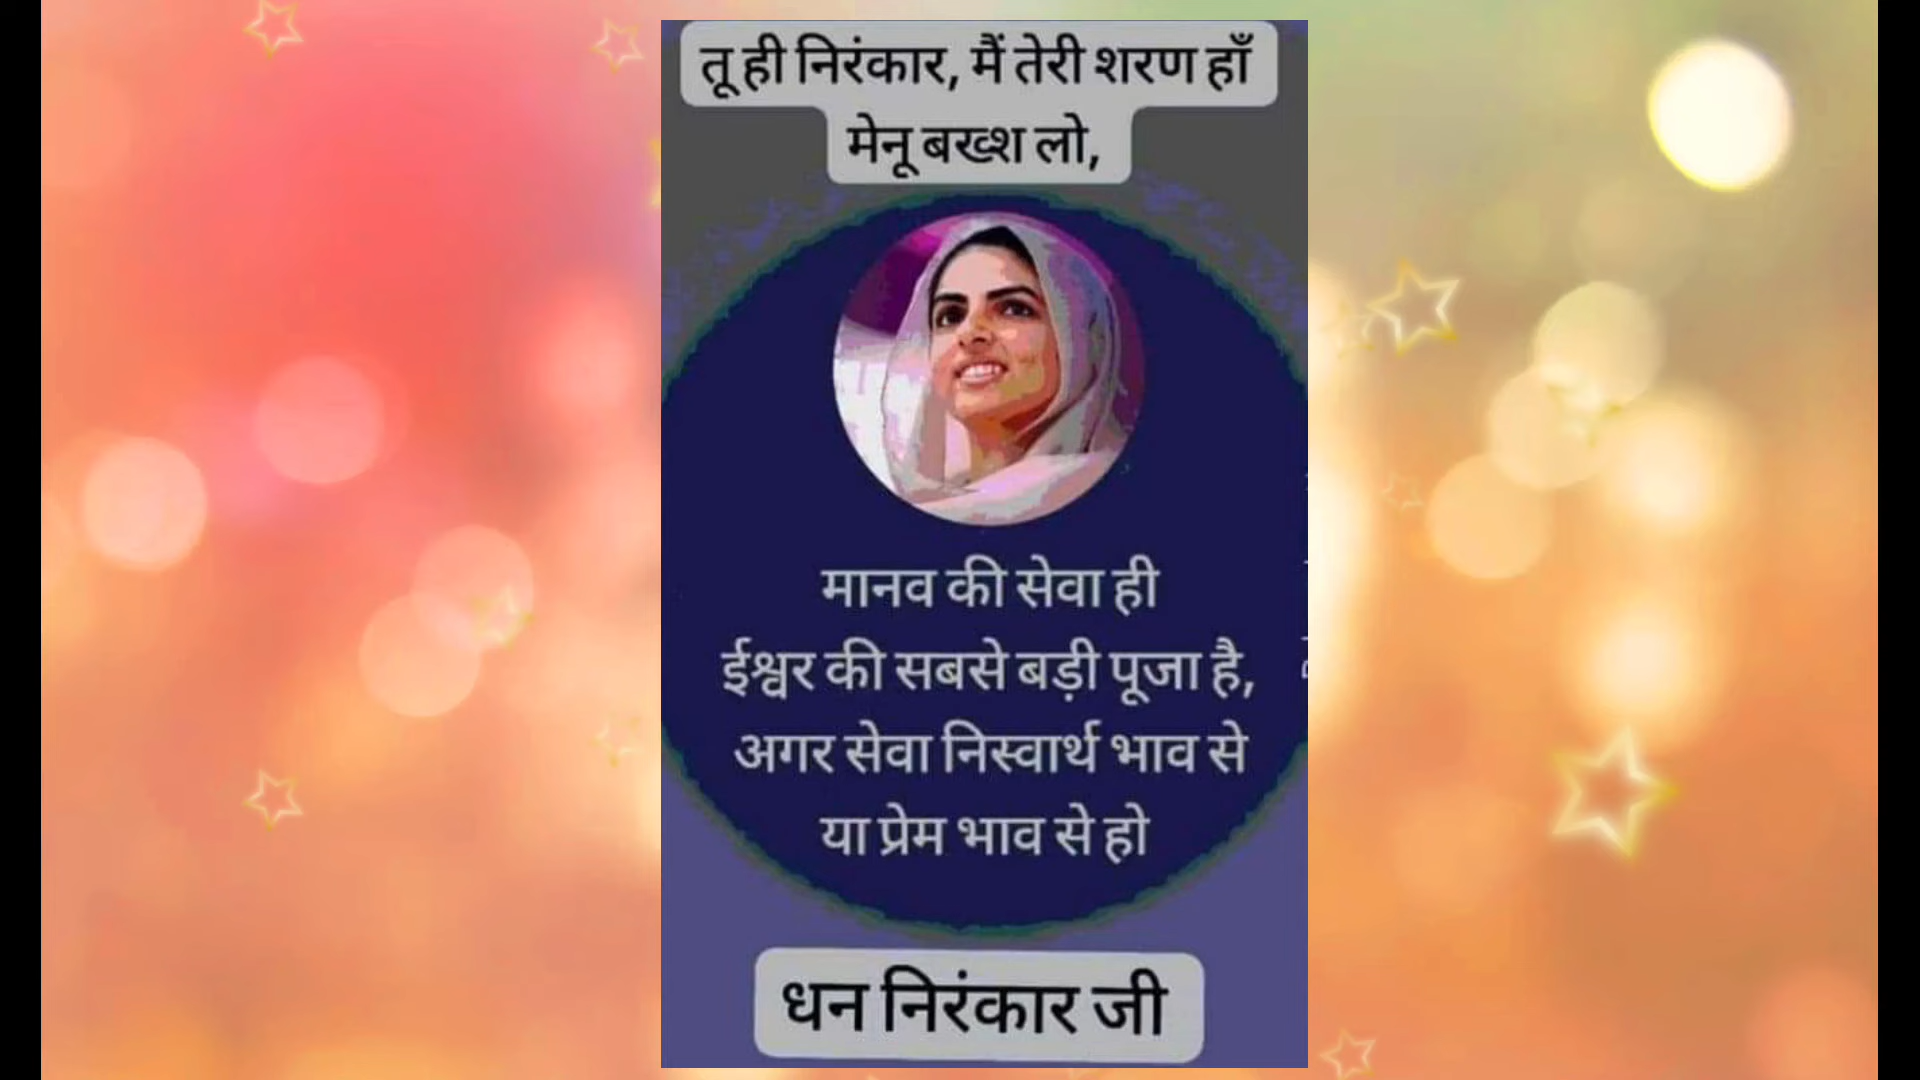 तू ही निरंकार, मैं तेरी शरण हाँ
मेनू बख्श लो,
मानव की सेवा ही
ईश्वर की सबसे बड़ी पूजा है,
अगर सेवा निस्वार्थ भाव से
या प्रेम भाव से हो
धन निरंकार जी